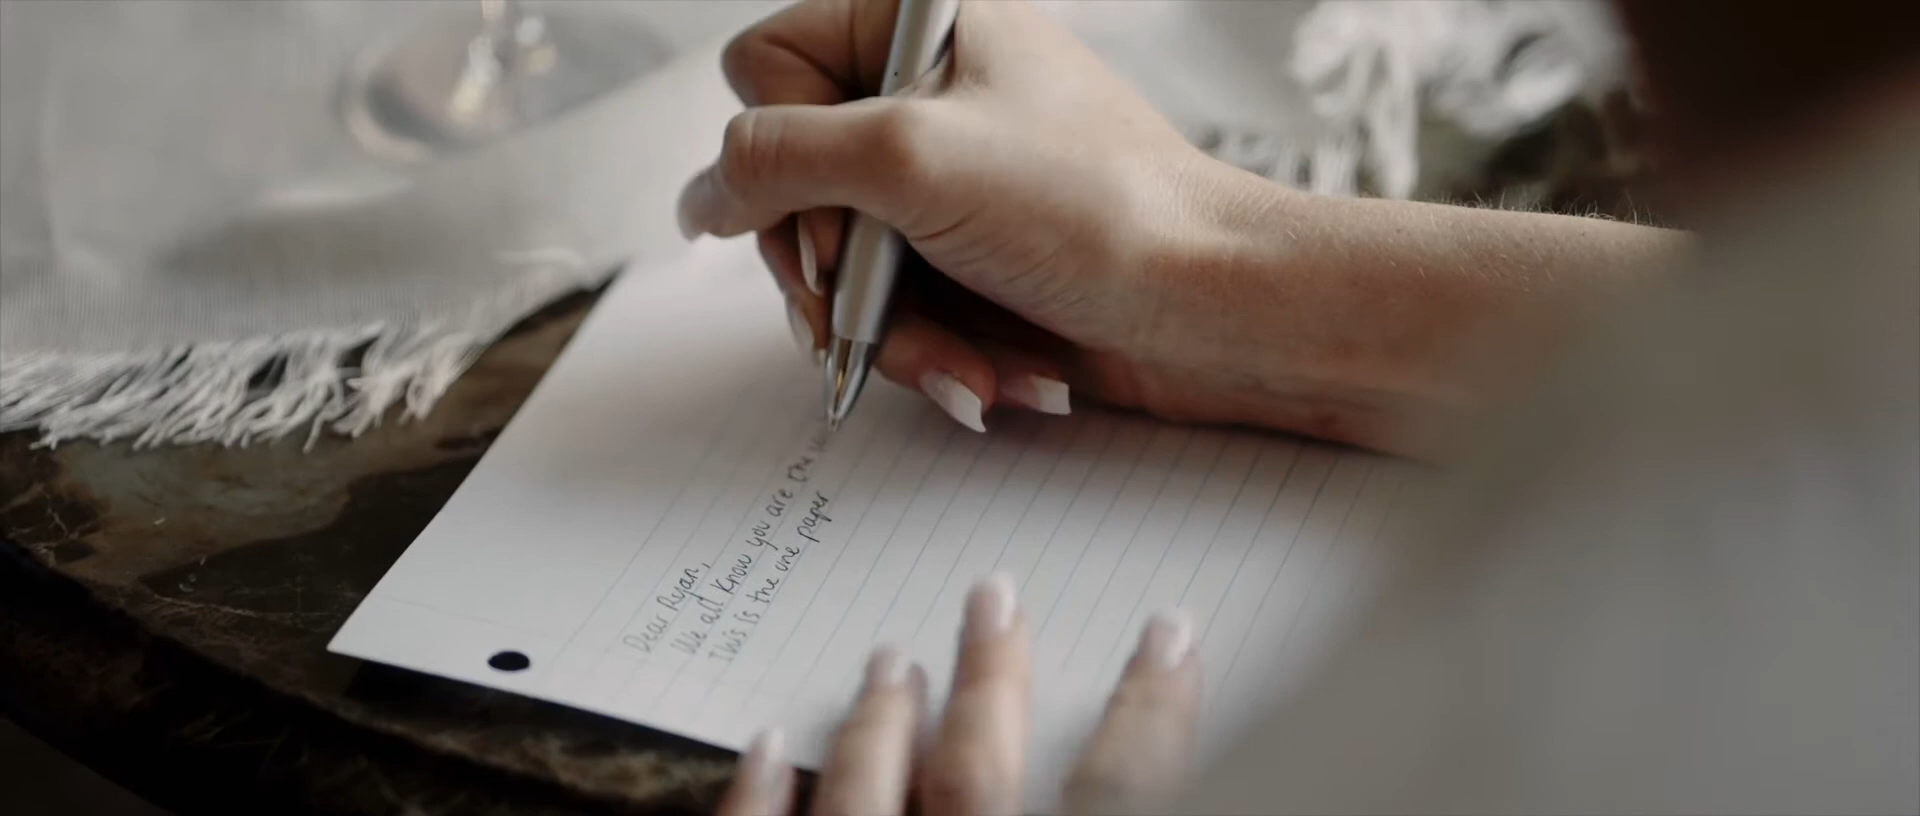 Dear Ryan,
We all know you are the
This is the one paper